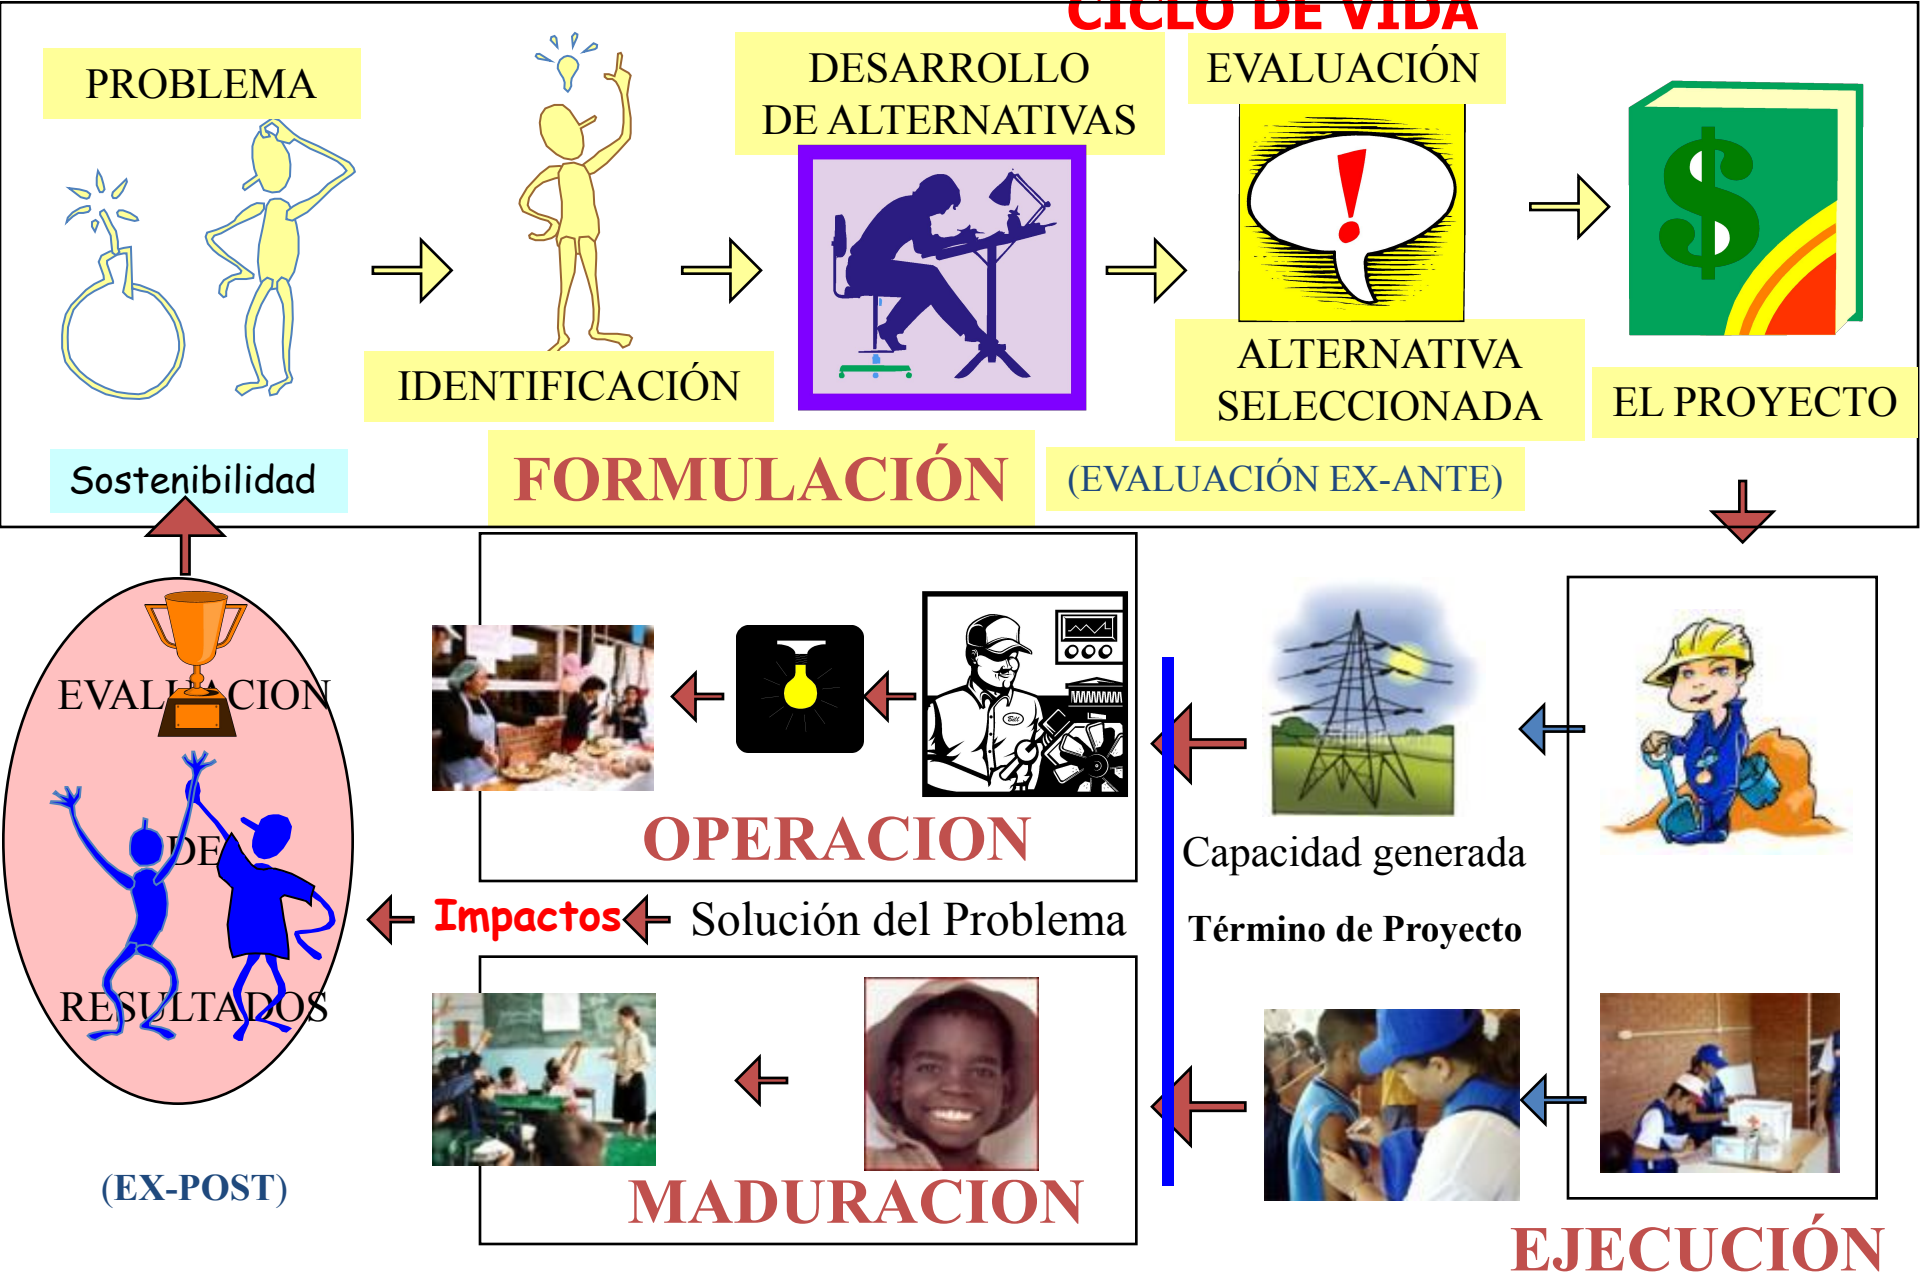 CICLO DE VIDA
PROBLEMA
IDENTIFICACIÓN
DESARROLLO
DE ALTERNATIVAS
EVALUACIÓN
ALTERNATIVA
SELECCIONADA
EL PROYECTO
FORMULACIÓN
(EVALUACIÓN EX-ANTE)
Sostenibilidad
EVALUACION
DE
RESULTADOS
(EX-POST)
Bill
OPERACION
Capacidad generada
Término de Proyecto
Solución del Problema
Impactos
MADURACION
EJECUCIÓN